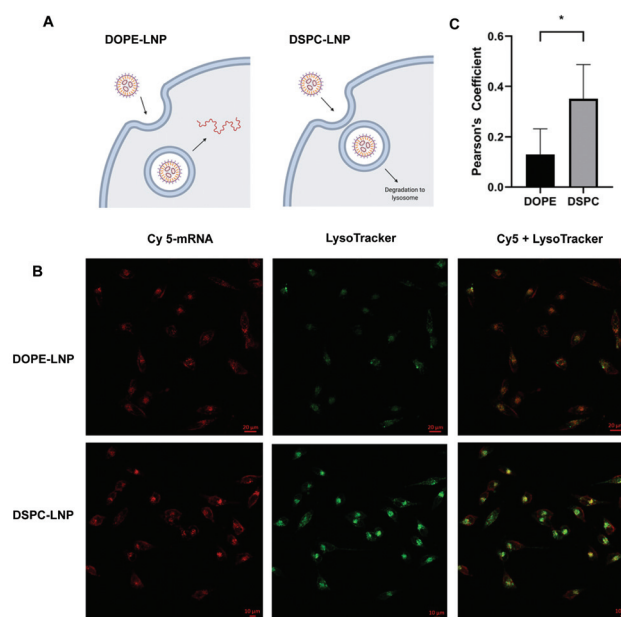 A
DOPE-LNP
DSPC-LNP
Degradation to
lysosome
C
*
Pearson's Coefficient
0.6
0.4
0.2
0.0
DOPE
DSPC
Cy 5-mRNA
LysoTracker
Cy5 + LysoTracker
B
DOPE-LNP
20 µm
20 µm
20 µm
DSPC-LNP
10 µm
10 µm
10 µm